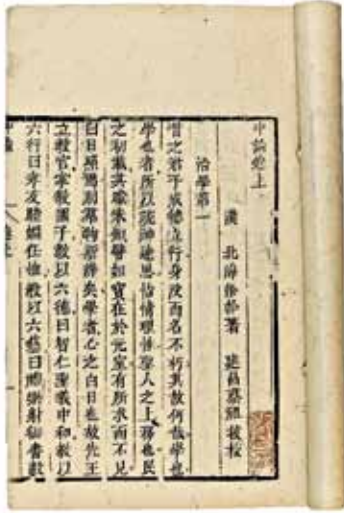 中論卷上
漢 北海徐幹著
治學第一
昔之君子成德立行身沒而名不朽其故何哉學也
學也者所以疏神達思怡情理性聖人之上務也民
之初載其矇未知譬如寶在於玄室有所求而不見
白日照焉則羣物斯辯矣學者心之白日也故先王
立教官掌教國子教以六德曰智仁聖義中和教以
六行曰孝友睦婣任恤教以六藝曰禮樂射御書數